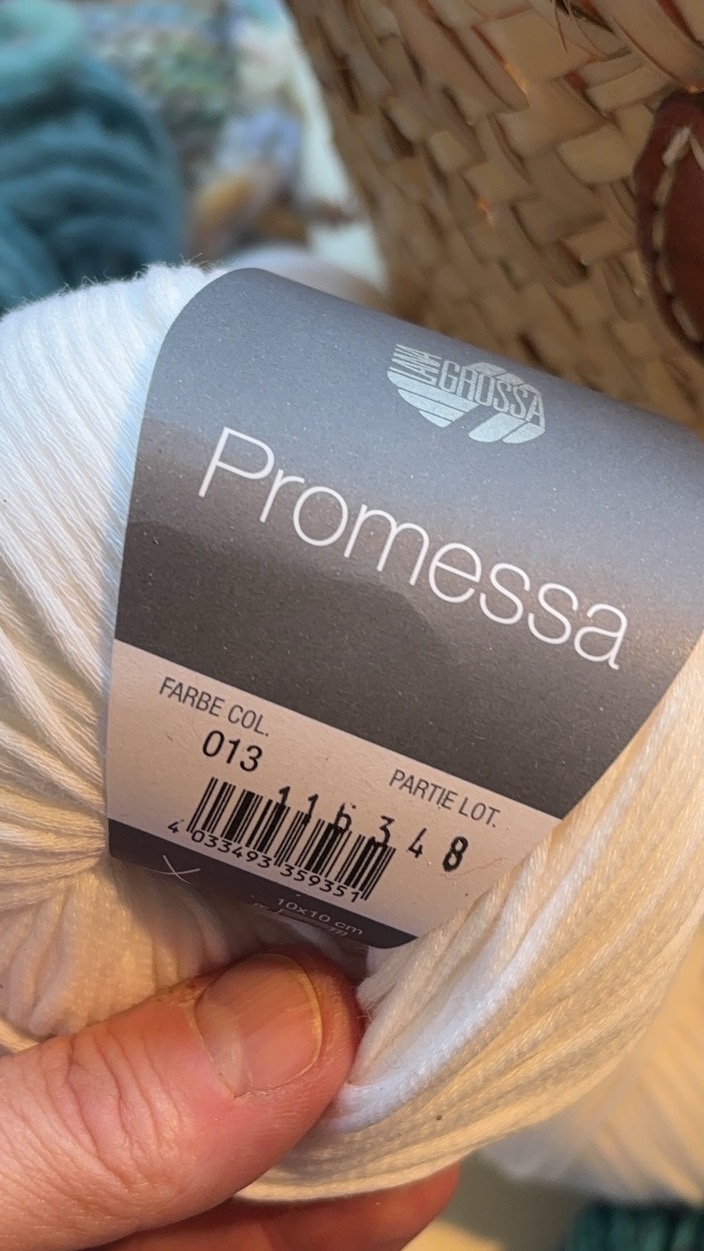 LANA
GROSSA
Promessa
FARBE COL.
013
PARTIE LOT.
116348
4 033493 359351
10x10 cm